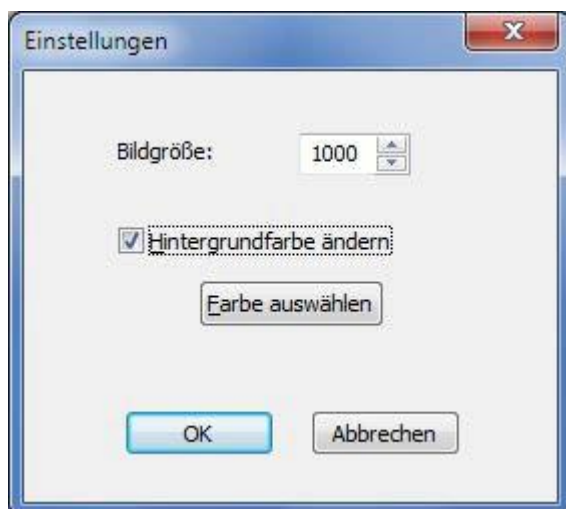 Einstellungen
Bildgröße: 1000
Hintergrundfarbe ändern
Farbe auswählen
OK Abbrechen